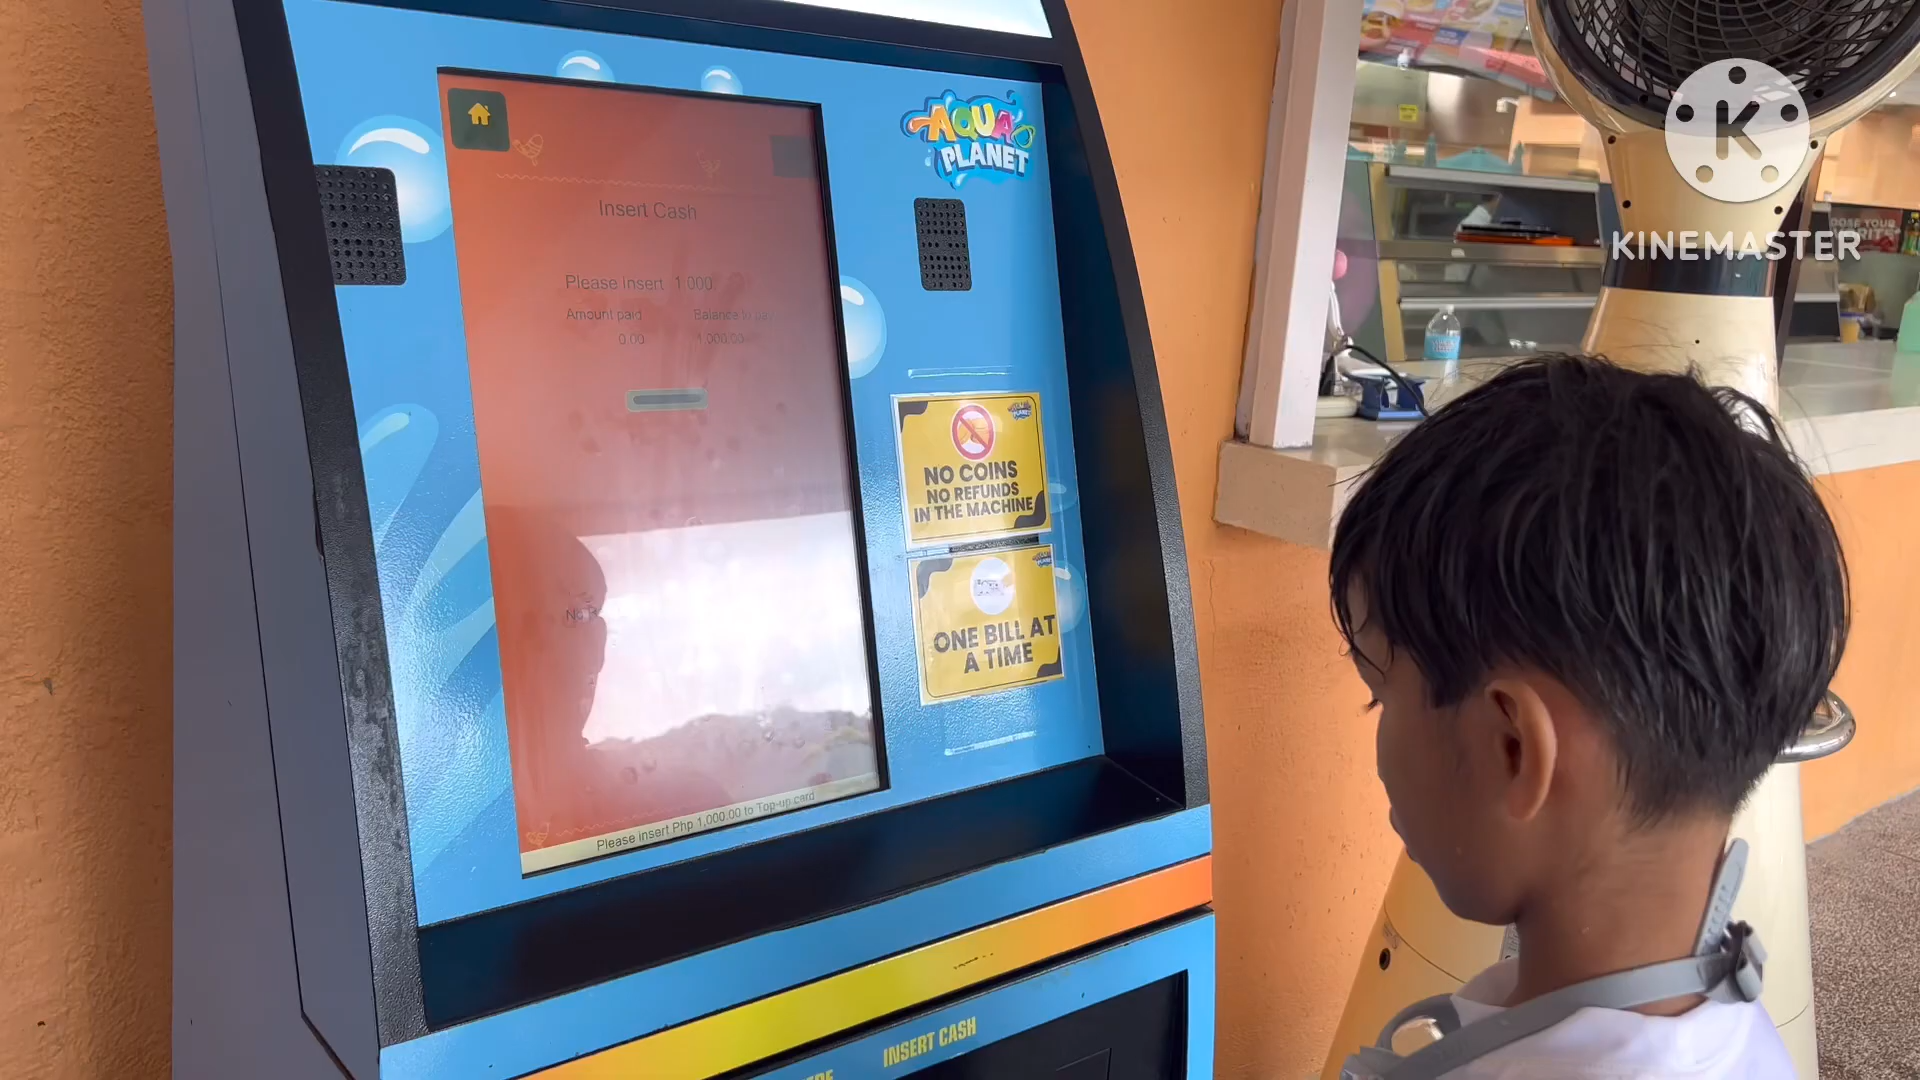 Insert Cash
Please insert 1,000
Amount paid Balance to pay
0.00 1,000.00
No
Please insert Php 1,000.00 to Top-up card
AQUA
PLANET
NO COINS
NO REFUNDS
IN THE MACHINE
ONE BILL AT
A TIME
INSERT CASH
K
KINEMASTER